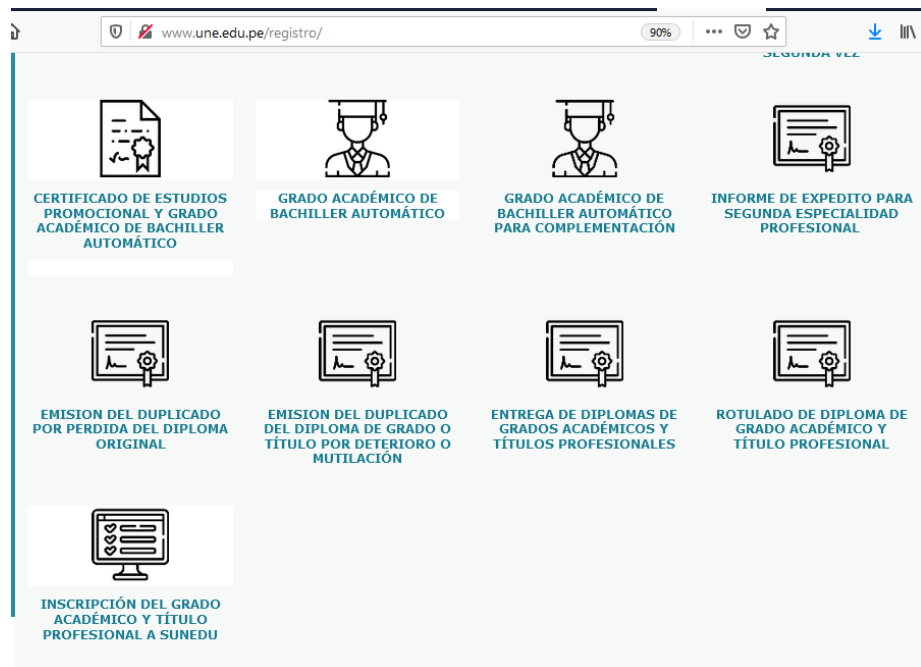 www.une.edu.pe/registro/
90%
SEGUNDA VEZ
CERTIFICADO DE ESTUDIOS
PROMOCIONAL Y GRADO
ACADÉMICO DE BACHILLER
AUTOMÁTICO
GRADO ACADÉMICO DE
BACHILLER AUTOMÁTICO
GRADO ACADÉMICO DE
BACHILLER AUTOMÁTICO
PARA COMPLEMENTACIÓN
INFORME DE EXPEDITO PARA
SEGUNDA ESPECIALIDAD
PROFESIONAL
EMISION DEL DUPLICADO
POR PERDIDA DEL DIPLOMA
ORIGINAL
EMISION DEL DUPLICADO
DEL DIPLOMA DE GRADO O
TÍTULO POR DETERIORO O
MUTILACIÓN
ENTREGA DE DIPLOMAS DE
GRADOS ACADÉMICOS Y
TÍTULOS PROFESIONALES
ROTULADO DE DIPLOMA DE
GRADO ACADÉMICO Y
TÍTULO PROFESIONAL
INSCRIPCIÓN DEL GRADO
ACADÉMICO Y TÍTULO
PROFESIONAL A SUNEDU